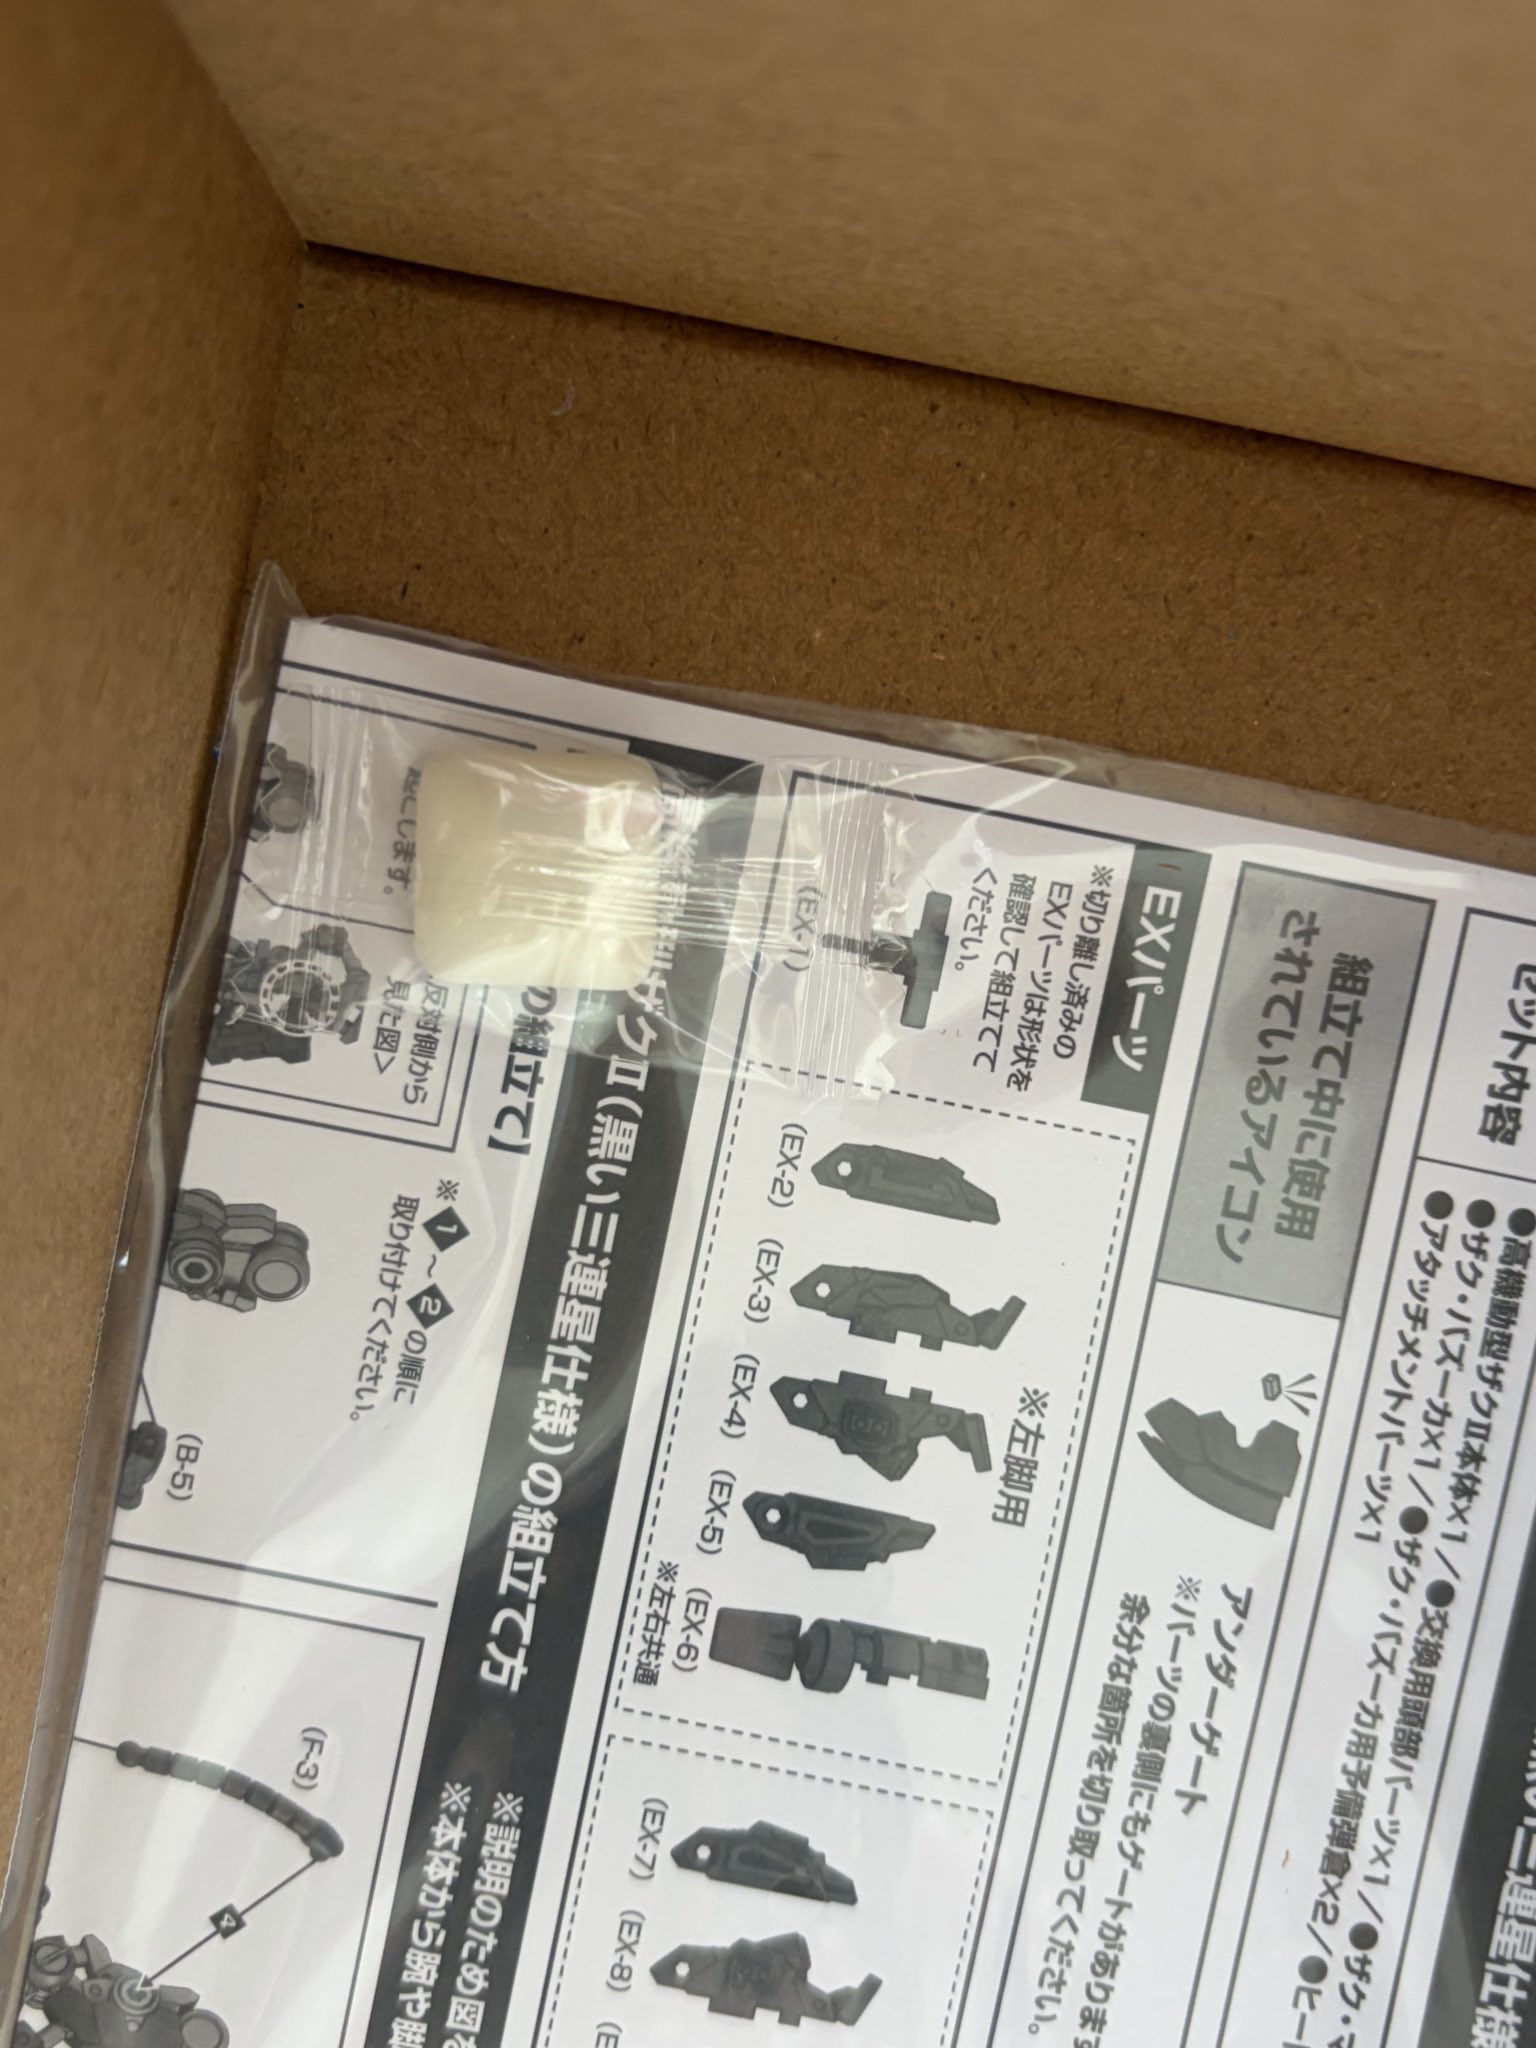 セット内容
●高機動型ザクⅡ本体×1/●交換用頭部パーツ×1/●ザク・
●ザク・バズーカ×1/●ザク・バズーカ用予備弾倉×2/●ヒー
●アタッチメントパーツ×1
三連星仕様
組立て中に使用
されているアイコン
アンダーゲート
※パーツの裏側にもゲートがあります
余分な箇所を切り取ってください。
EXパーツ
※切り離し済みの
EXパーツは形状を
確認して組立てて
ください。
(EX-1)
※左脚用
(EX-2)
(EX-3)
(EX-4)
(EX-5)
(EX-6)
※左右共通
(EX-7)
(EX-8)
クⅡ(黒い三連星仕様)の組立て方
※説明のため図を
※本体から腕や脚
の組立て】
します。
反対側から
見た図>
※1～2の順に
取り付けてください。
(B-5)
(F-3)
4